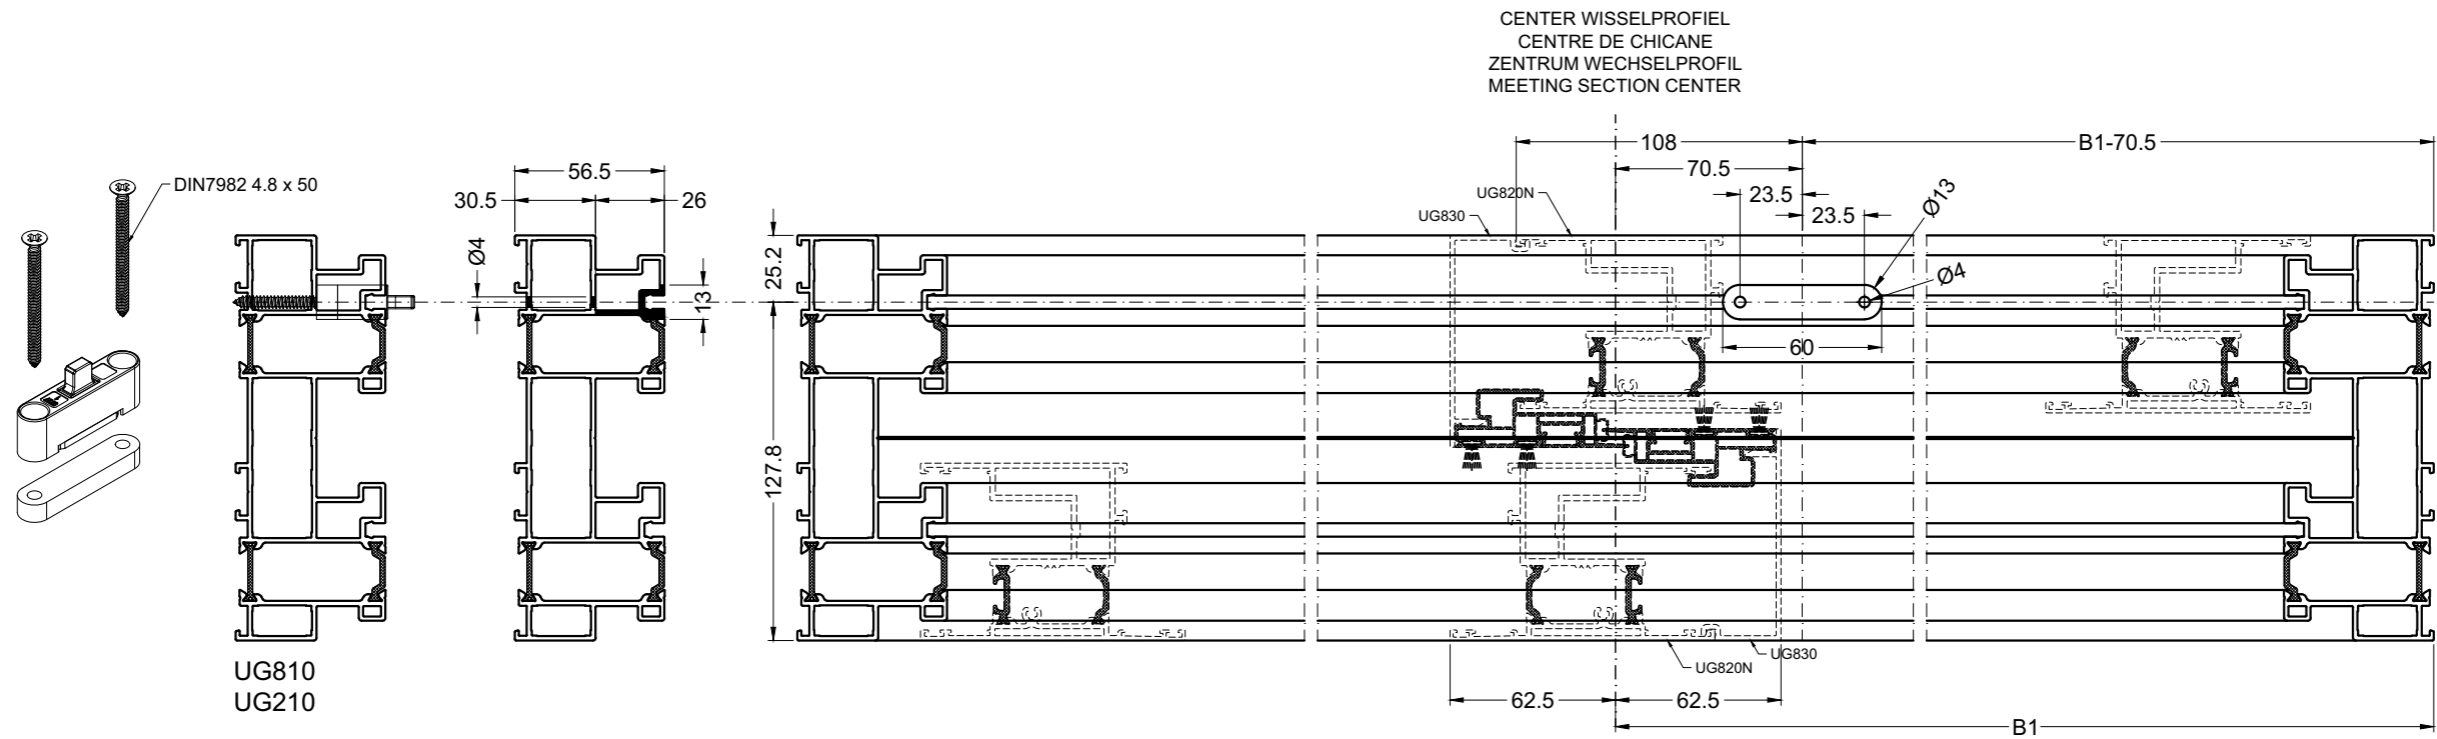 CENTER WISSELPROFIEL
CENTRE DE CHICANE
ZENTRUM WECHSELPROFIL
MEETING SECTION CENTER
108
B1-70.5
70.5
56.5
DIN7982 4.8 x 50
30.5
26
UG820N
23.5
UG830
23.5
Ø13
Ø4
25.2
13
Ø4
60
127.8
UG830
UG820N
UG810
UG210
62.5
62.5
B1